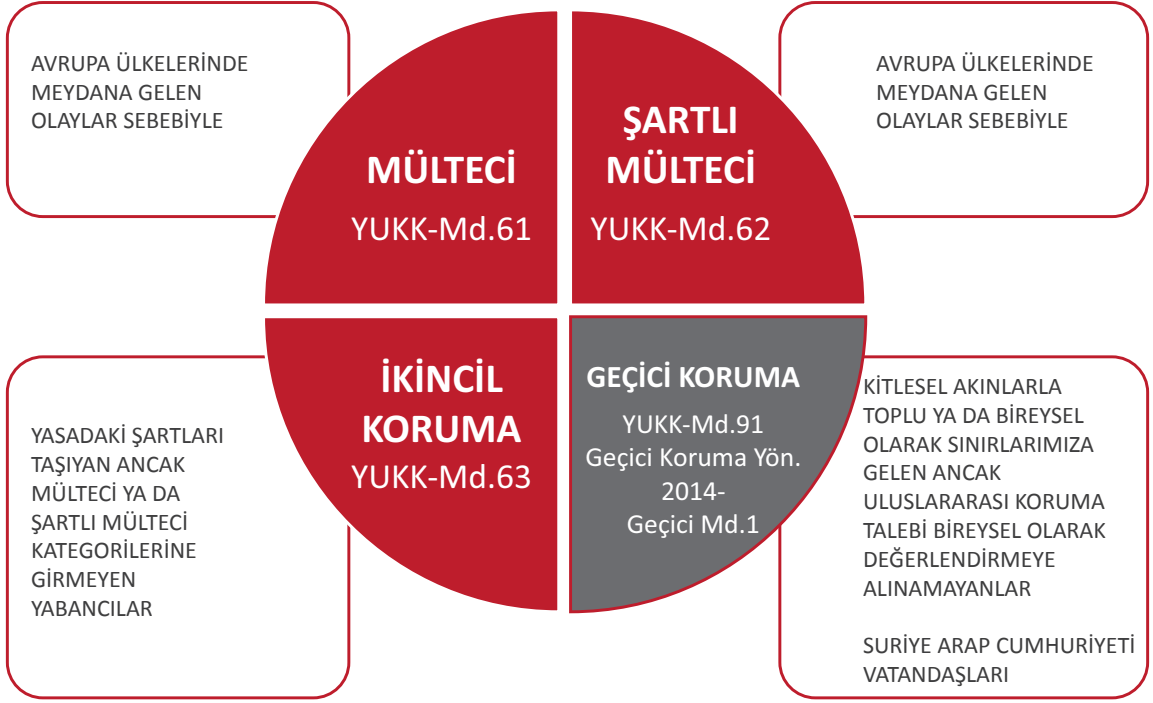 AVRUPA ÜLKELERİNDE
MEYDANA GELEN
OLAYLAR SEBEBİYLE
MÜLTECİ
YUKK-Md.61
ŞARTLI
MÜLTECİ
YUKK-Md.62
AVRUPA ÜLKELERİNDE
MEYDANA GELEN
OLAYLAR SEBEBİYLE
YASADAKİ ŞARTLARI
TAŞIYAN ANCAK
MÜLTECİ YA DA
ŞARTLI MÜLTECİ
KATEGORİLERİNE
GİRMEYEN
YABANCILAR
İKİNCİL
KORUMA
YUKK-Md.63
GEÇİCİ KORUMA
YUKK-Md.91
Geçici Koruma Yön.
2014-
Geçici Md.1
KİTLESEL AKINLARLA
TOPLU YA DA BİREYSEL
OLARAK SINIRLARIMIZA
GELEN ANCAK
ULUSLARARASI KORUMA
TALEBİ BİREYSEL OLARAK
DEĞERLENDİRMEYE
ALINAMAYANLAR
SURİYE ARAP CUMHURİYETİ
VATANDAŞLARI